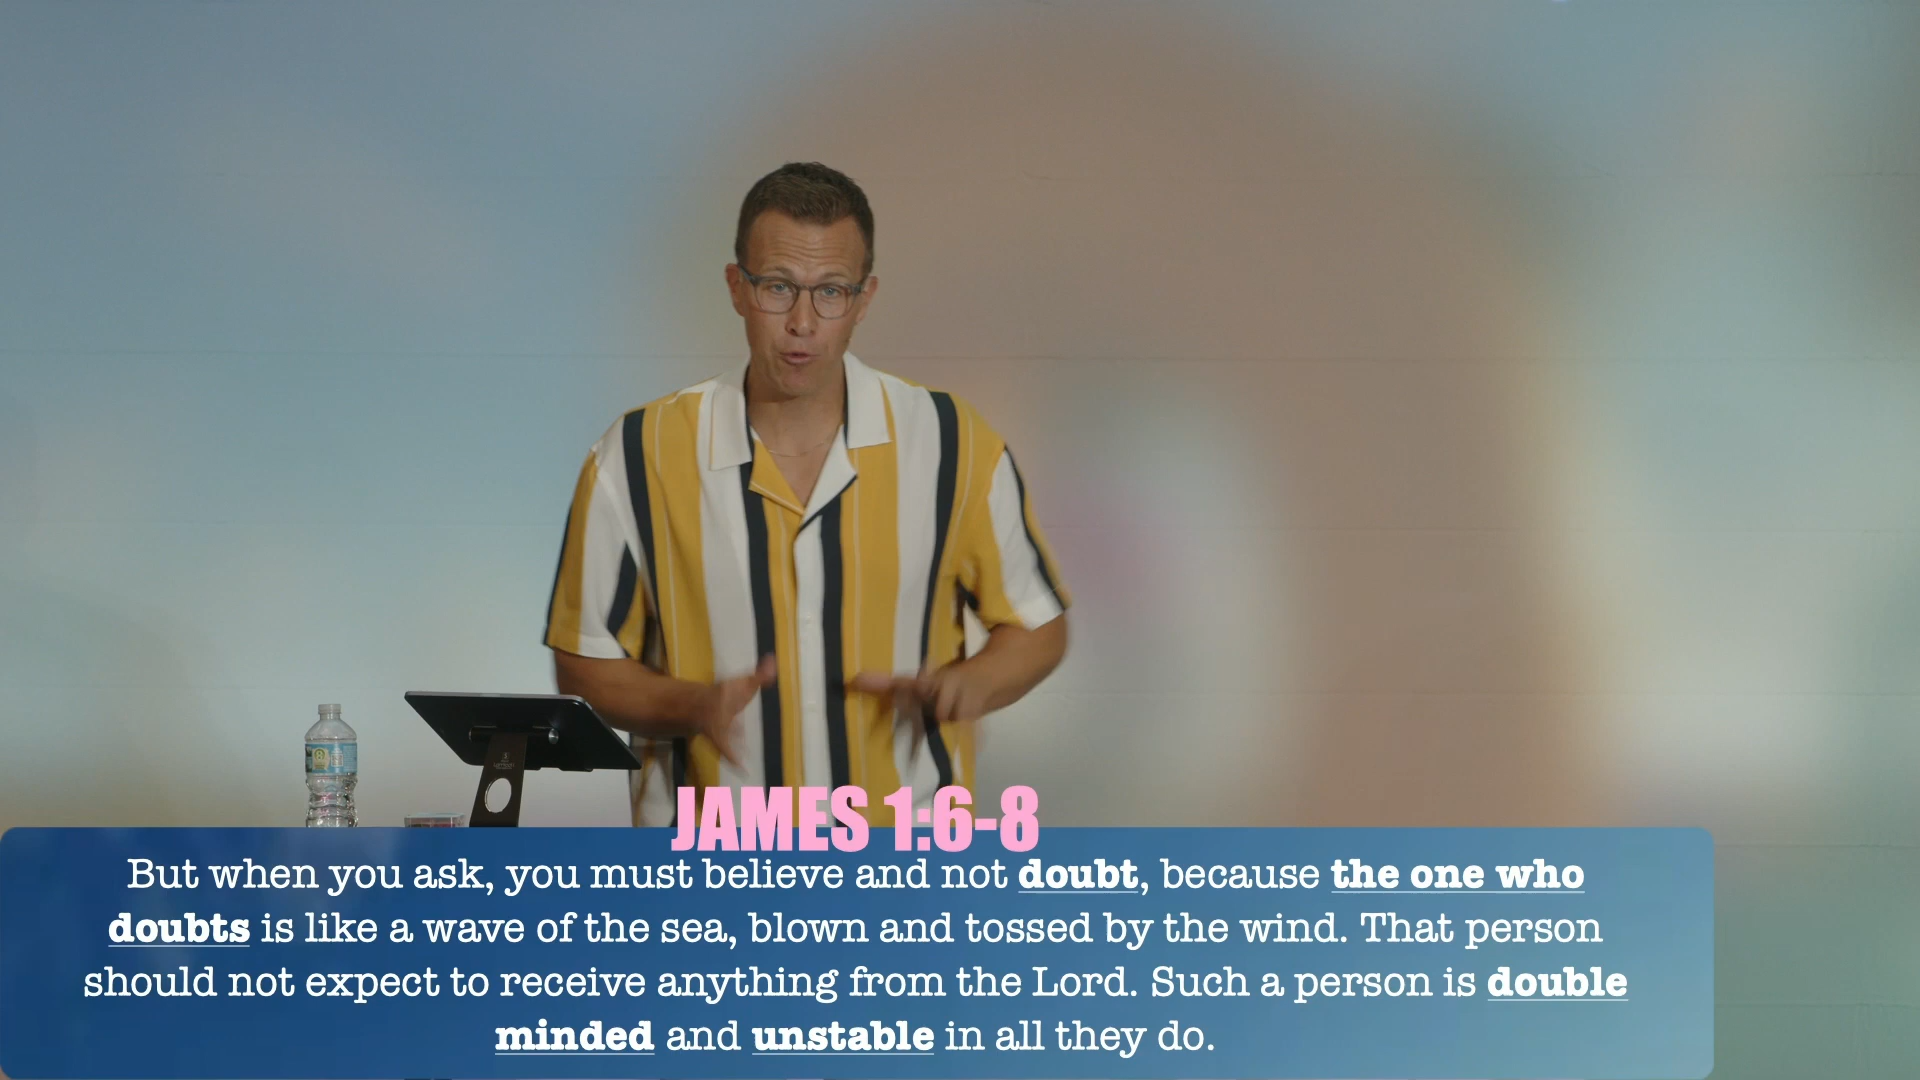 JAMES 1:6-8
But when you ask, you must believe and not doubt, because the one who
doubts is like a wave of the sea, blown and tossed by the wind. That person
should not expect to receive anything from the Lord. Such a person is double
minded and unstable in all they do.